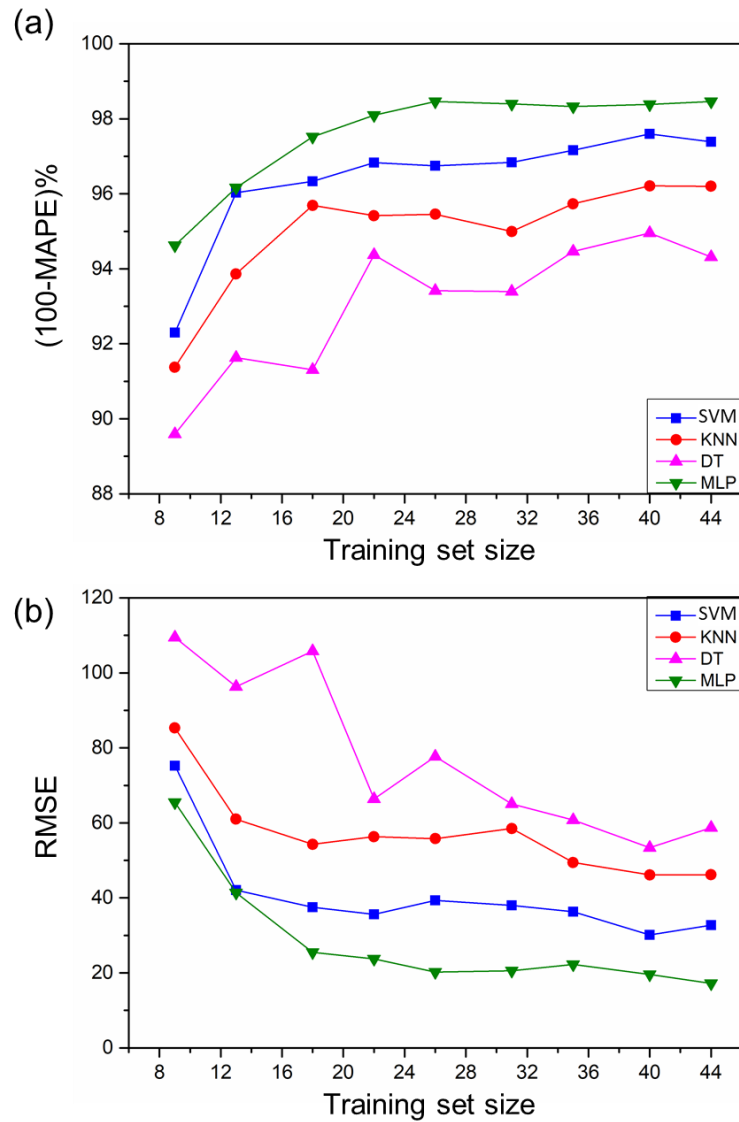 (a)
100
98
96
94
92
90
88
(100-MAPE)%
SVM
KNN
DT
MLP
8 12 16 20 24 28 32 36 40 44
Training set size
(b)
120
100
80
60
40
20
0
RMSE
SVM
KNN
DT
MLP
8 12 16 20 24 28 32 36 40 44
Training set size